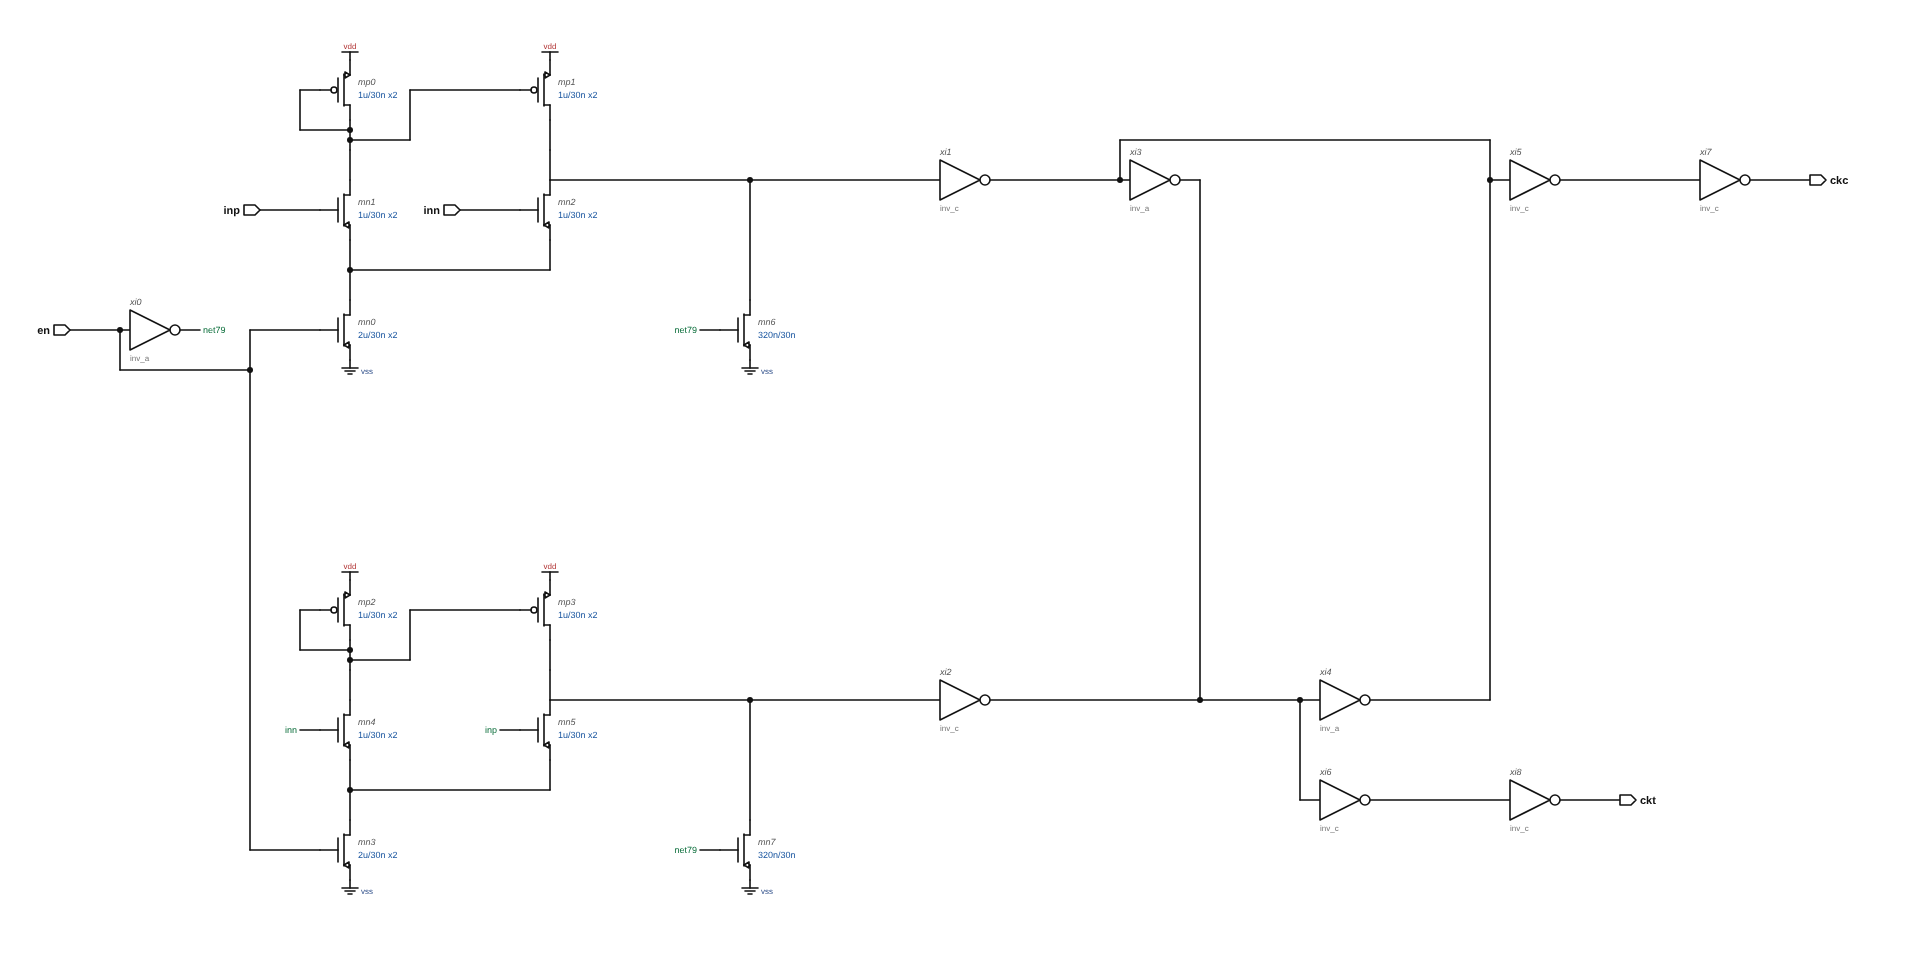 vdd
vdd
mp0
1u/30n x2
mp1
1u/30n x2
xi1
inv_c
xi3
inv_a
xi5
inv_c
xi7
inv_c
ckc
inp
mn1
1u/30n x2
inn
mn2
1u/30n x2
en
xi0
inv_a
net79
mn0
2u/30n x2
vss
net79
mn6
320n/30n
vss
vdd
vdd
mp2
1u/30n x2
mp3
1u/30n x2
xi2
inv_c
xi4
inv_a
inn
mn4
1u/30n x2
inp
mn5
1u/30n x2
xi6
inv_c
xi8
inv_c
ckt
mn3
2u/30n x2
vss
net79
mn7
320n/30n
vss